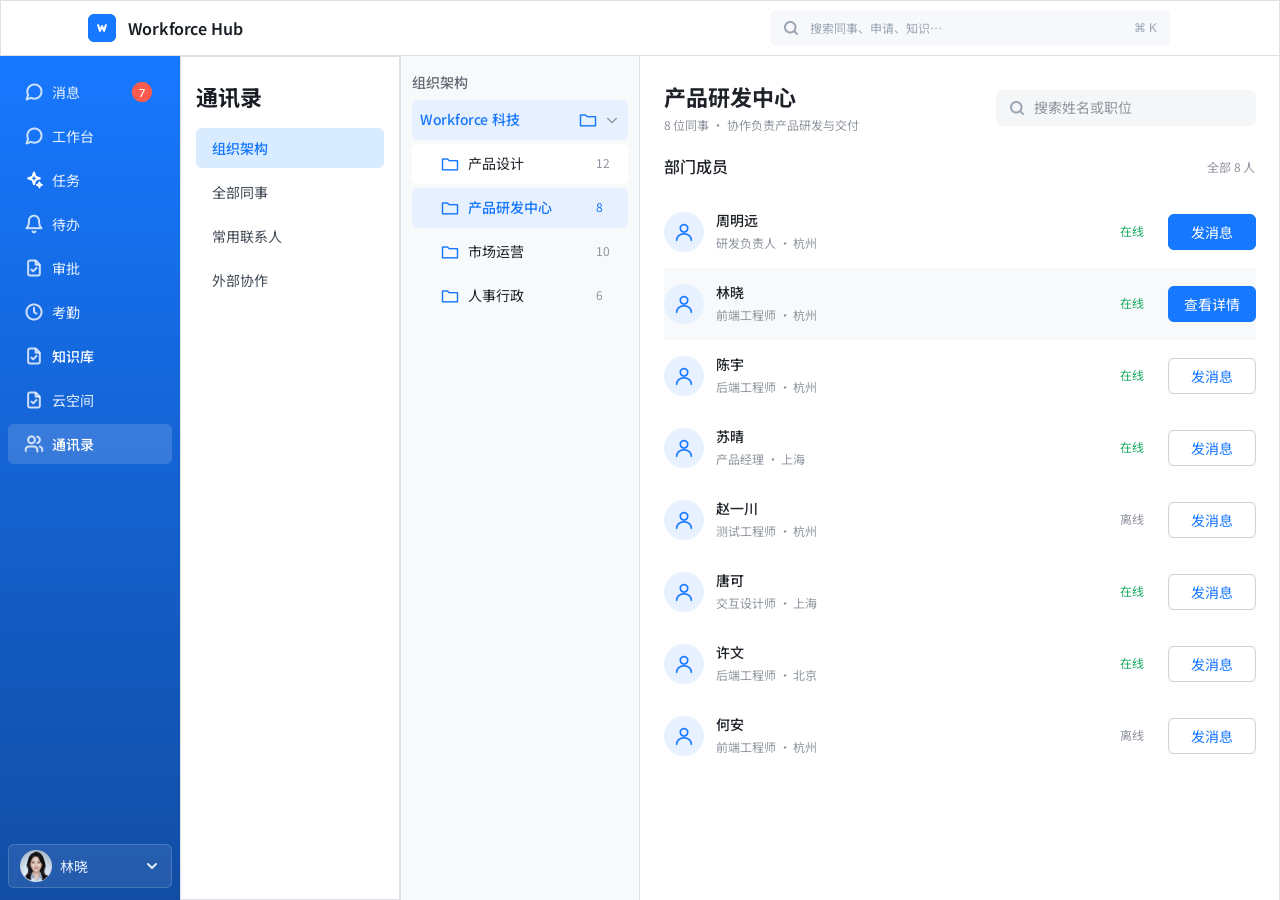 W
Workforce Hub
搜索同事、申请、知识…
⌘ K
消息
7
工作台
任务
待办
审批
考勤
知识库
云空间
通讯录
林晓
通讯录
组织架构
全部同事
常用联系人
外部协作
组织架构
Workforce 科技
产品设计 12
产品研发中心 8
市场运营 10
人事行政 6
产品研发中心
8 位同事 · 协作负责产品研发与交付
搜索姓名或职位
部门成员
全部 8 人
周明远
研发负责人 · 杭州
在线
发消息
林晓
前端工程师 · 杭州
在线
查看详情
陈宇
后端工程师 · 杭州
在线
发消息
苏晴
产品经理 · 上海
在线
发消息
赵一川
测试工程师 · 杭州
离线
发消息
唐可
交互设计师 · 上海
在线
发消息
许文
后端工程师 · 北京
在线
发消息
何安
前端工程师 · 杭州
离线
发消息